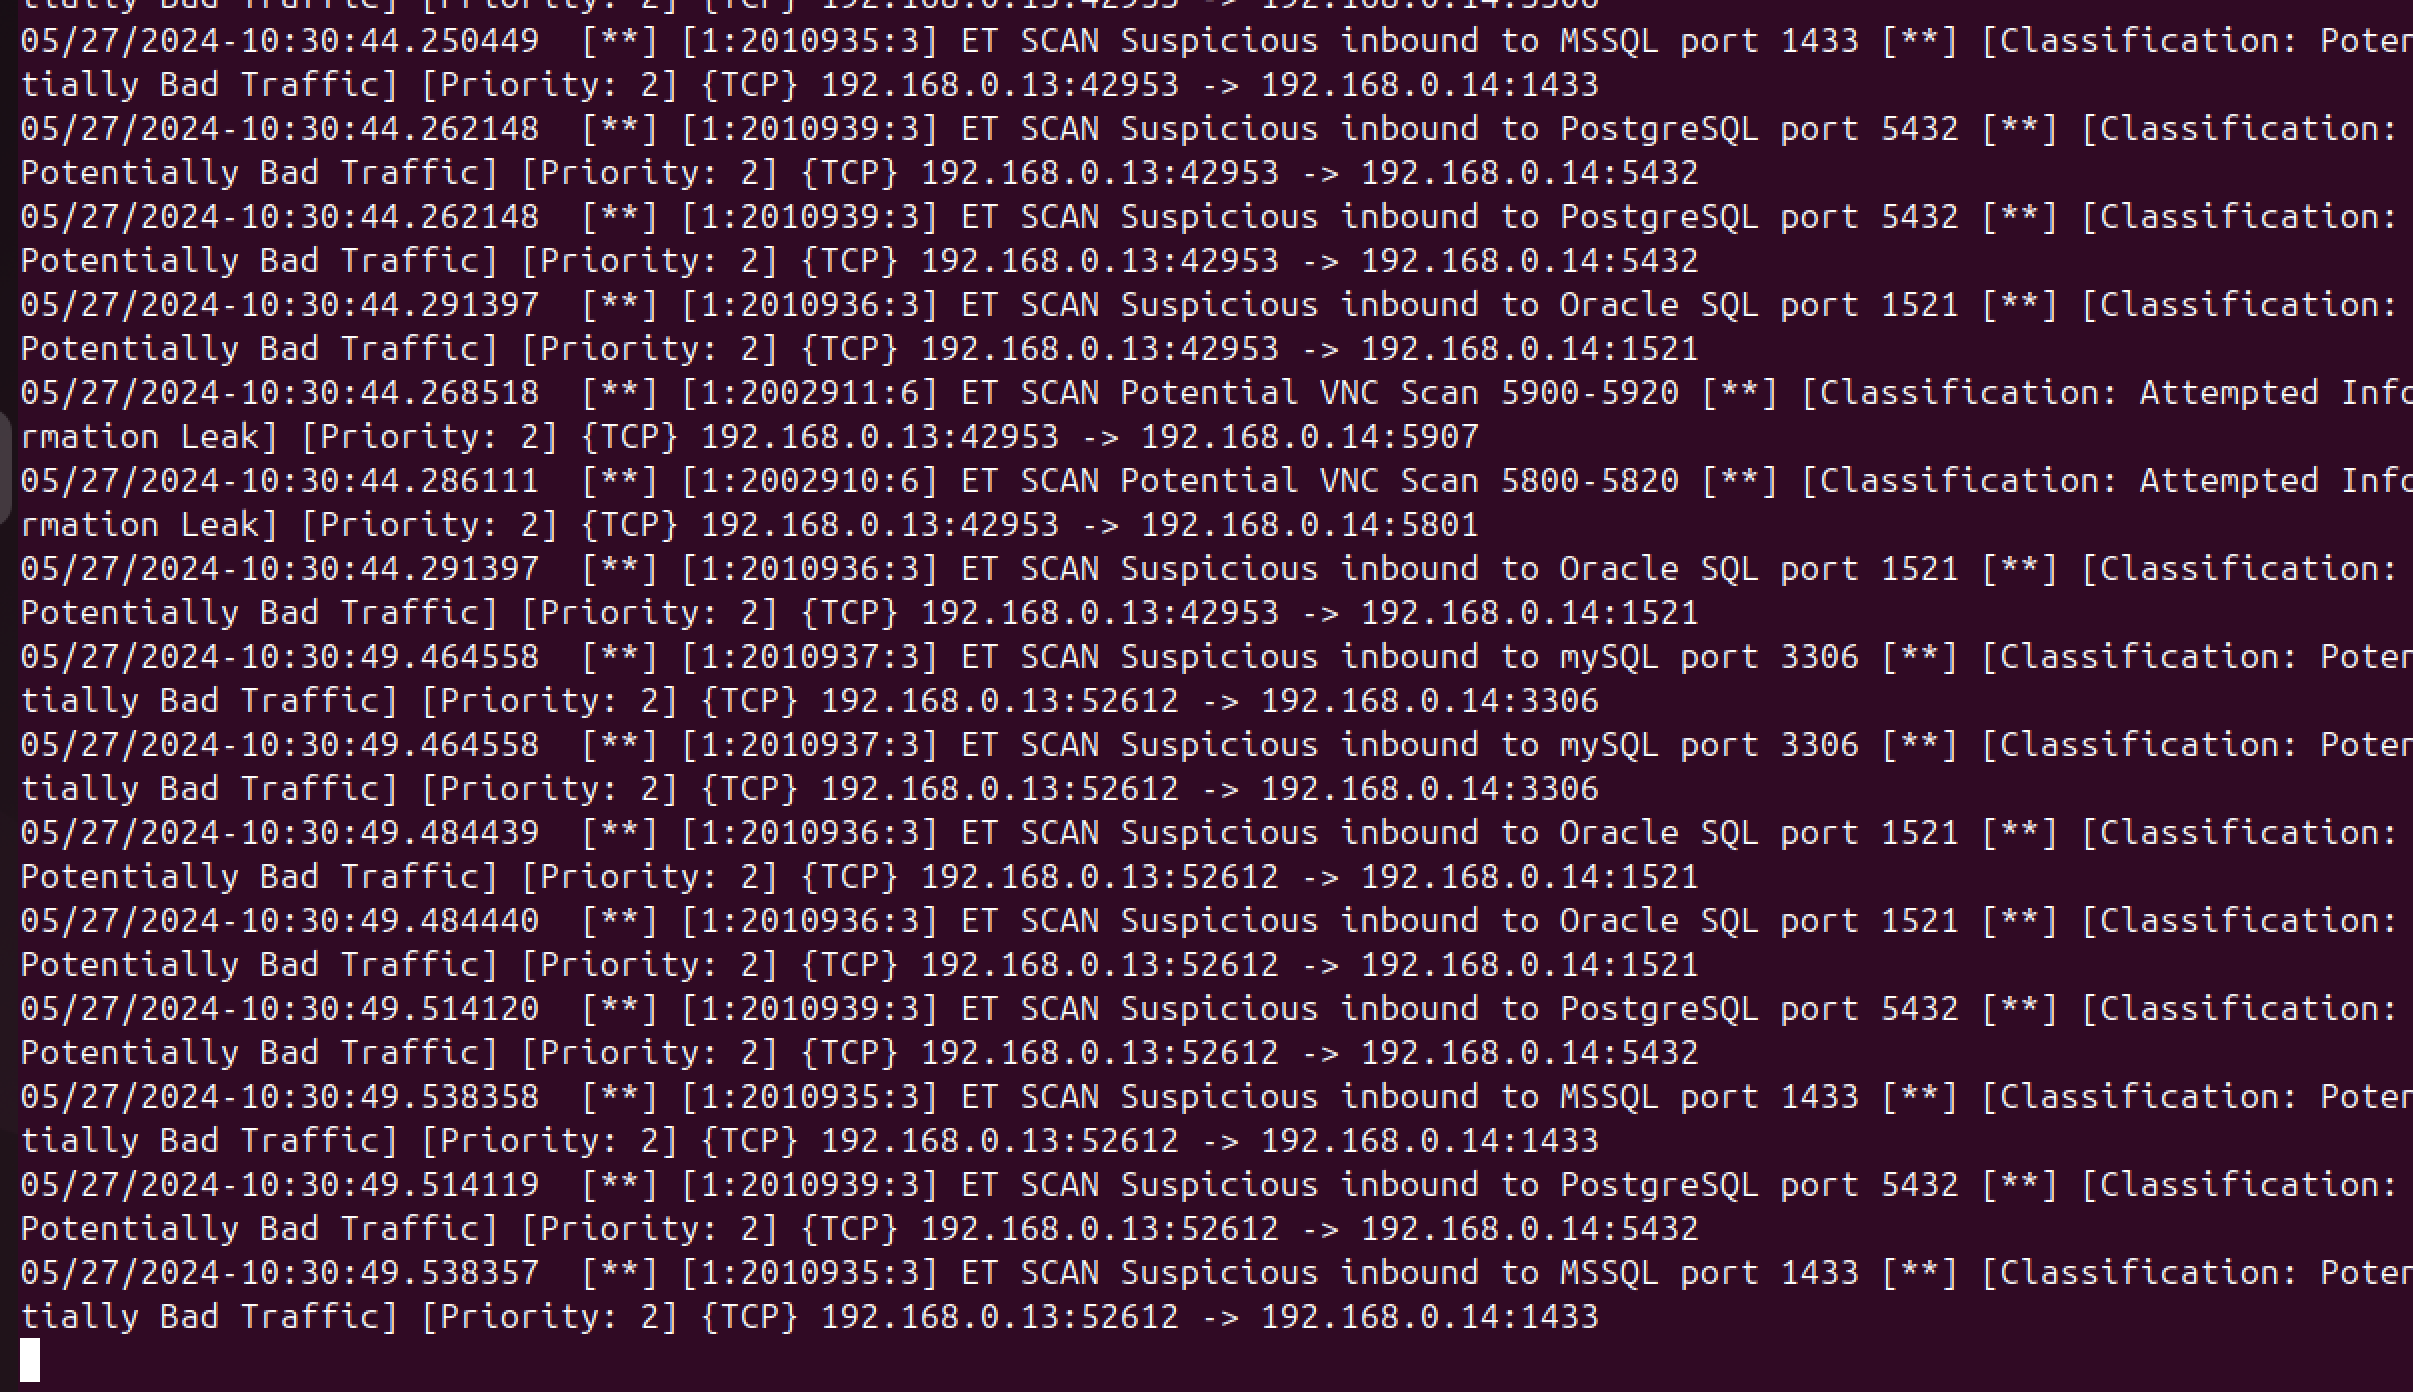 tially Bad Traffic] [Priority: 2] {TCP} 192.168.0.13:42953 -> 192.168.0.14:3306
05/27/2024-10:30:44.250449  [**] [1:2010935:3] ET SCAN Suspicious inbound to MSSQL port 1433 [**] [Classification: Poten
tially Bad Traffic] [Priority: 2] {TCP} 192.168.0.13:42953 -> 192.168.0.14:1433
05/27/2024-10:30:44.262148  [**] [1:2010939:3] ET SCAN Suspicious inbound to PostgreSQL port 5432 [**] [Classification:
Potentially Bad Traffic] [Priority: 2] {TCP} 192.168.0.13:42953 -> 192.168.0.14:5432
05/27/2024-10:30:44.262148  [**] [1:2010939:3] ET SCAN Suspicious inbound to PostgreSQL port 5432 [**] [Classification:
Potentially Bad Traffic] [Priority: 2] {TCP} 192.168.0.13:42953 -> 192.168.0.14:5432
05/27/2024-10:30:44.291397  [**] [1:2010936:3] ET SCAN Suspicious inbound to Oracle SQL port 1521 [**] [Classification:
Potentially Bad Traffic] [Priority: 2] {TCP} 192.168.0.13:42953 -> 192.168.0.14:1521
05/27/2024-10:30:44.268518  [**] [1:2002911:6] ET SCAN Potential VNC Scan 5900-5920 [**] [Classification: Attempted Info
rmation Leak] [Priority: 2] {TCP} 192.168.0.13:42953 -> 192.168.0.14:5907
05/27/2024-10:30:44.286111  [**] [1:2002910:6] ET SCAN Potential VNC Scan 5800-5820 [**] [Classification: Attempted Info
rmation Leak] [Priority: 2] {TCP} 192.168.0.13:42953 -> 192.168.0.14:5801
05/27/2024-10:30:44.291397  [**] [1:2010936:3] ET SCAN Suspicious inbound to Oracle SQL port 1521 [**] [Classification:
Potentially Bad Traffic] [Priority: 2] {TCP} 192.168.0.13:42953 -> 192.168.0.14:1521
05/27/2024-10:30:49.464558  [**] [1:2010937:3] ET SCAN Suspicious inbound to mySQL port 3306 [**] [Classification: Poten
tially Bad Traffic] [Priority: 2] {TCP} 192.168.0.13:52612 -> 192.168.0.14:3306
05/27/2024-10:30:49.464558  [**] [1:2010937:3] ET SCAN Suspicious inbound to mySQL port 3306 [**] [Classification: Poten
tially Bad Traffic] [Priority: 2] {TCP} 192.168.0.13:52612 -> 192.168.0.14:3306
05/27/2024-10:30:49.484439  [**] [1:2010936:3] ET SCAN Suspicious inbound to Oracle SQL port 1521 [**] [Classification:
Potentially Bad Traffic] [Priority: 2] {TCP} 192.168.0.13:52612 -> 192.168.0.14:1521
05/27/2024-10:30:49.484440  [**] [1:2010936:3] ET SCAN Suspicious inbound to Oracle SQL port 1521 [**] [Classification:
Potentially Bad Traffic] [Priority: 2] {TCP} 192.168.0.13:52612 -> 192.168.0.14:1521
05/27/2024-10:30:49.514120  [**] [1:2010939:3] ET SCAN Suspicious inbound to PostgreSQL port 5432 [**] [Classification:
Potentially Bad Traffic] [Priority: 2] {TCP} 192.168.0.13:52612 -> 192.168.0.14:5432
05/27/2024-10:30:49.538358  [**] [1:2010935:3] ET SCAN Suspicious inbound to MSSQL port 1433 [**] [Classification: Poten
tially Bad Traffic] [Priority: 2] {TCP} 192.168.0.13:52612 -> 192.168.0.14:1433
05/27/2024-10:30:49.514119  [**] [1:2010939:3] ET SCAN Suspicious inbound to PostgreSQL port 5432 [**] [Classification:
Potentially Bad Traffic] [Priority: 2] {TCP} 192.168.0.13:52612 -> 192.168.0.14:5432
05/27/2024-10:30:49.538357  [**] [1:2010935:3] ET SCAN Suspicious inbound to MSSQL port 1433 [**] [Classification: Poten
tially Bad Traffic] [Priority: 2] {TCP} 192.168.0.13:52612 -> 192.168.0.14:1433